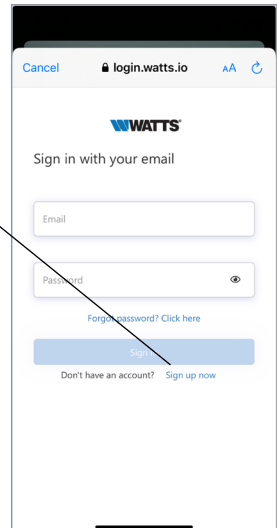 Cancel login.watts.io AA
WATTS®
Sign in with your email
Email
Password
Forgot password? Click here
Sign in
Don't have an account? Sign up now